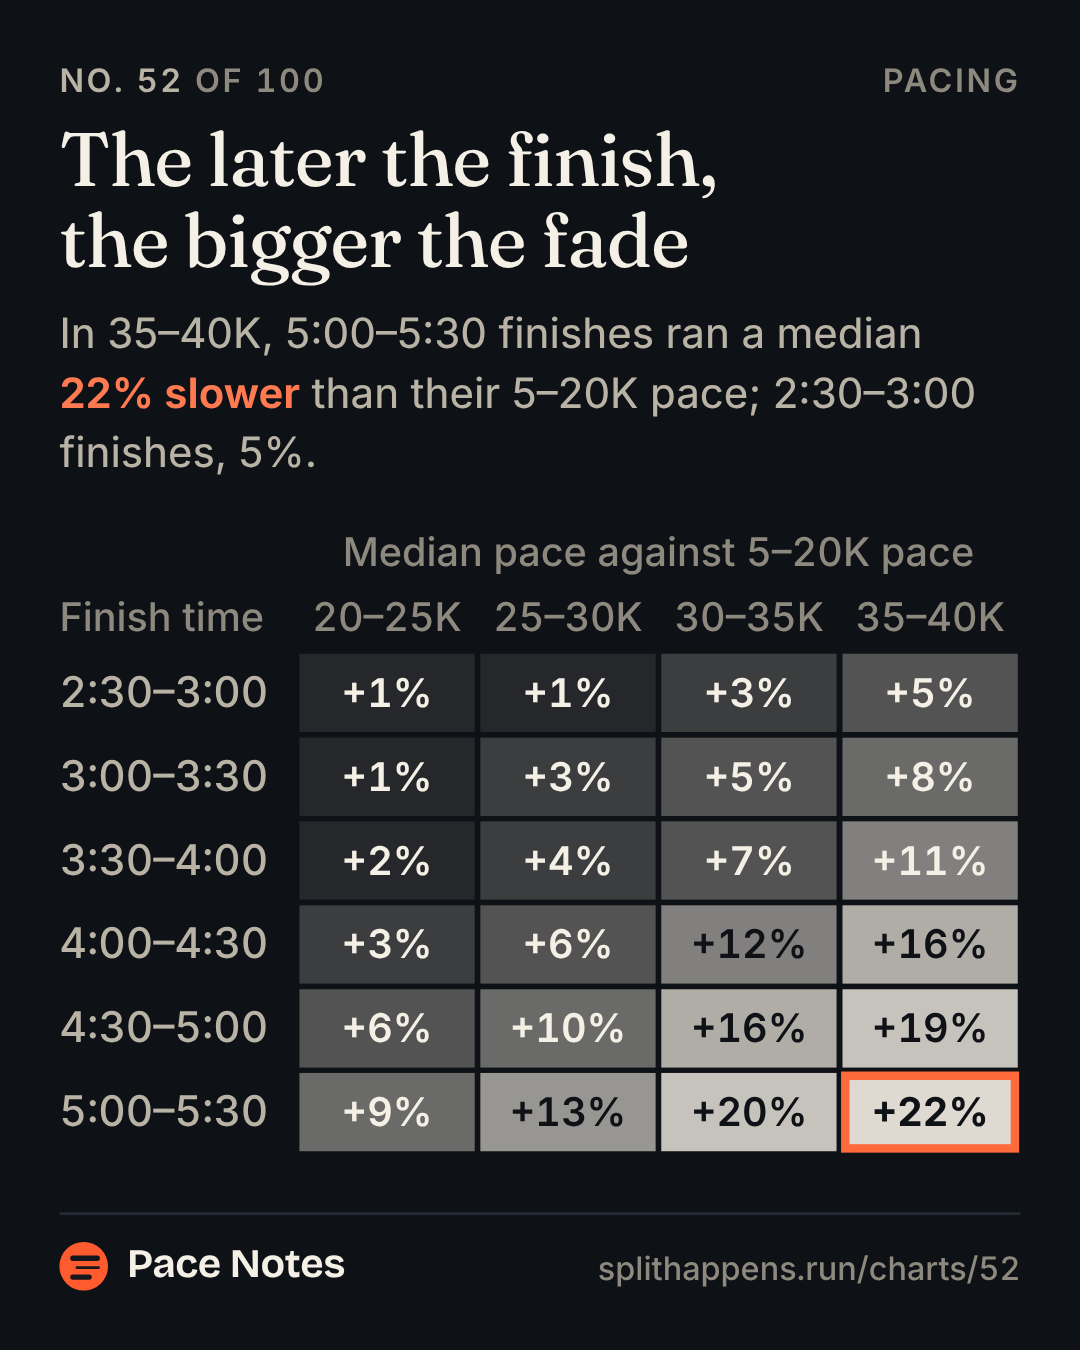 NO. 52 OF 100 PACING
The later the finish,
the bigger the fade
In 35–40K, 5:00–5:30 finishes ran a median
22% slower than their 5–20K pace; 2:30–3:00
finishes, 5%.
Median pace against 5–20K pace
Finish time 20–25K 25–30K 30–35K 35–40K
2:30–3:00 +1% +1% +3% +5%
3:00–3:30 +1% +3% +5% +8%
3:30–4:00 +2% +4% +7% +11%
4:00–4:30 +3% +6% +12% +16%
4:30–5:00 +6% +10% +16% +19%
5:00–5:30 +9% +13% +20% +22%
Pace Notes splithappens.run/charts/52